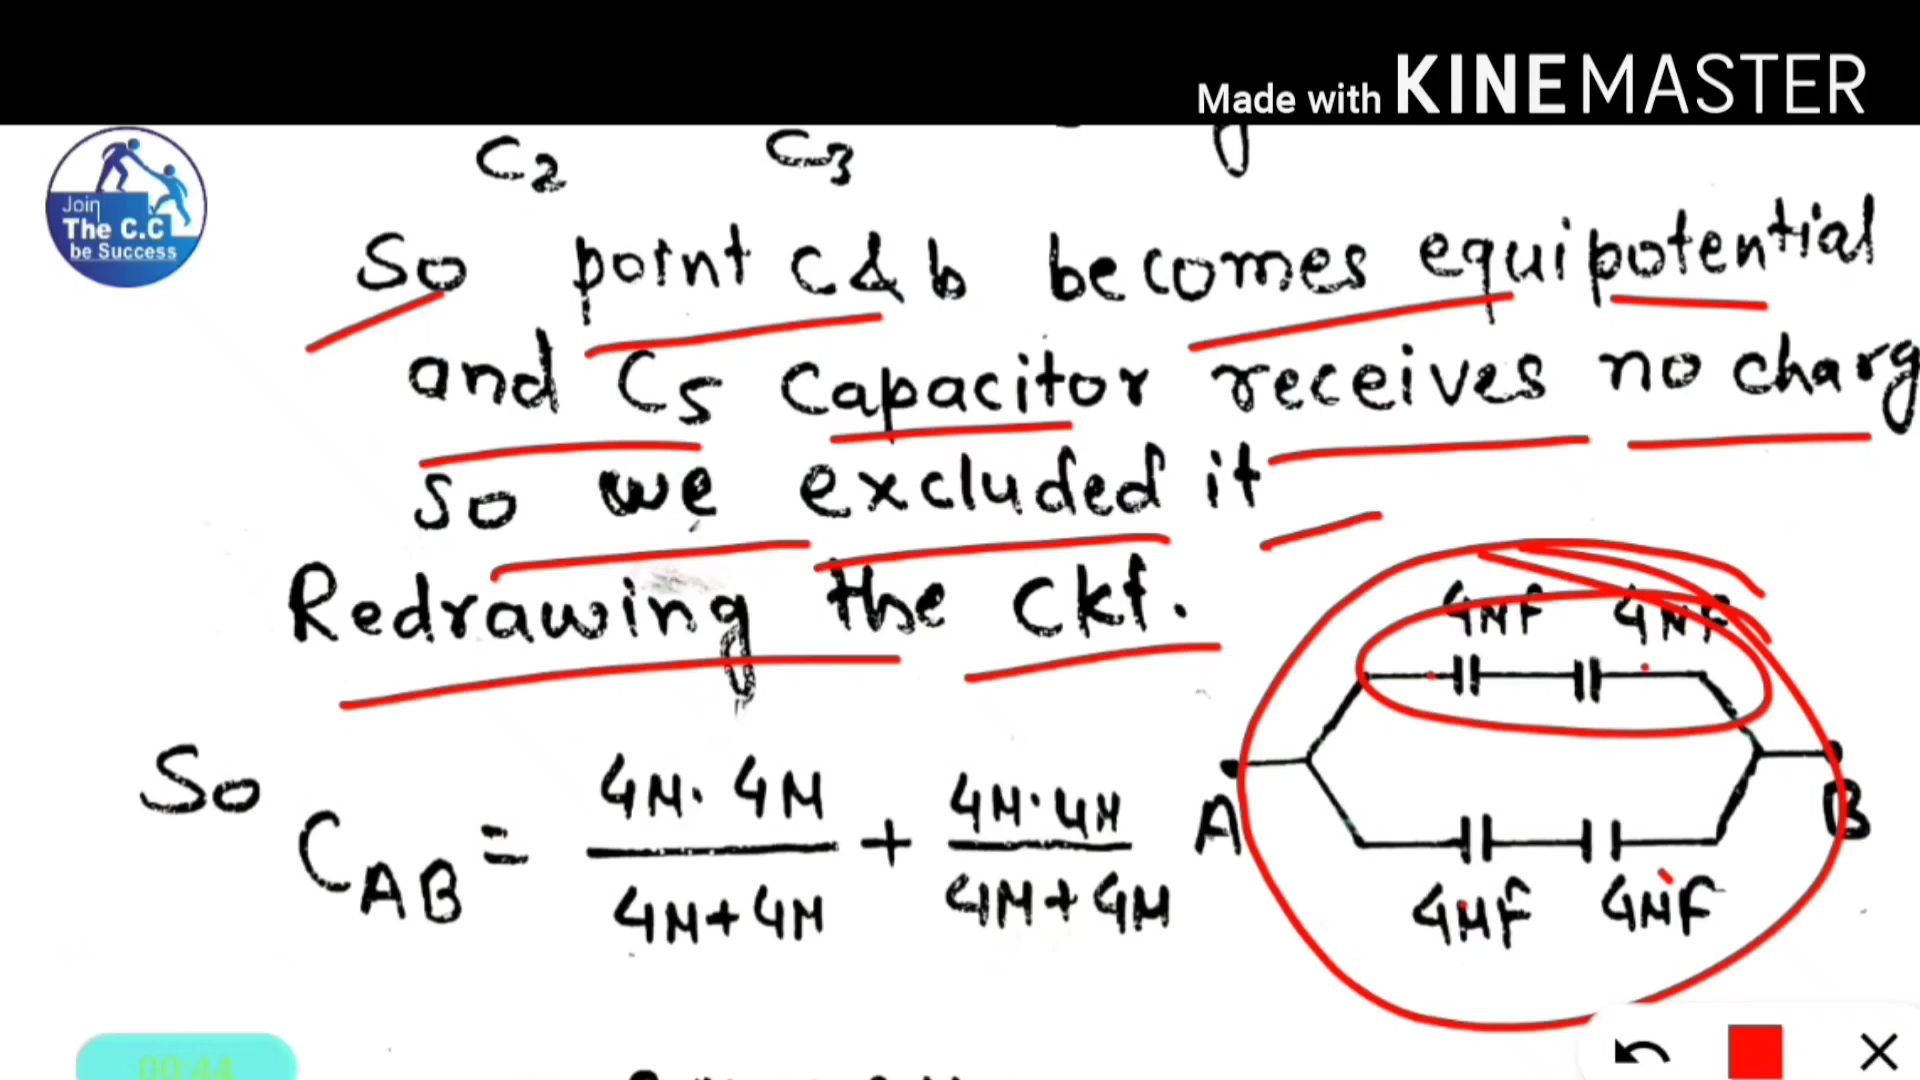 Made with KINEMASTER
C2 C3
Join
The C.C
be Success
So point c & b becomes equipotential
and C5 Capacitor receives no charg
so we excluded it
Redrawing the ckt.
4μF 4μF
So CAB = 4μ. 4μ / 4μ+4μ + 4μ.4μ / 4μ+4μ
A B
4μF 4μF
00:44